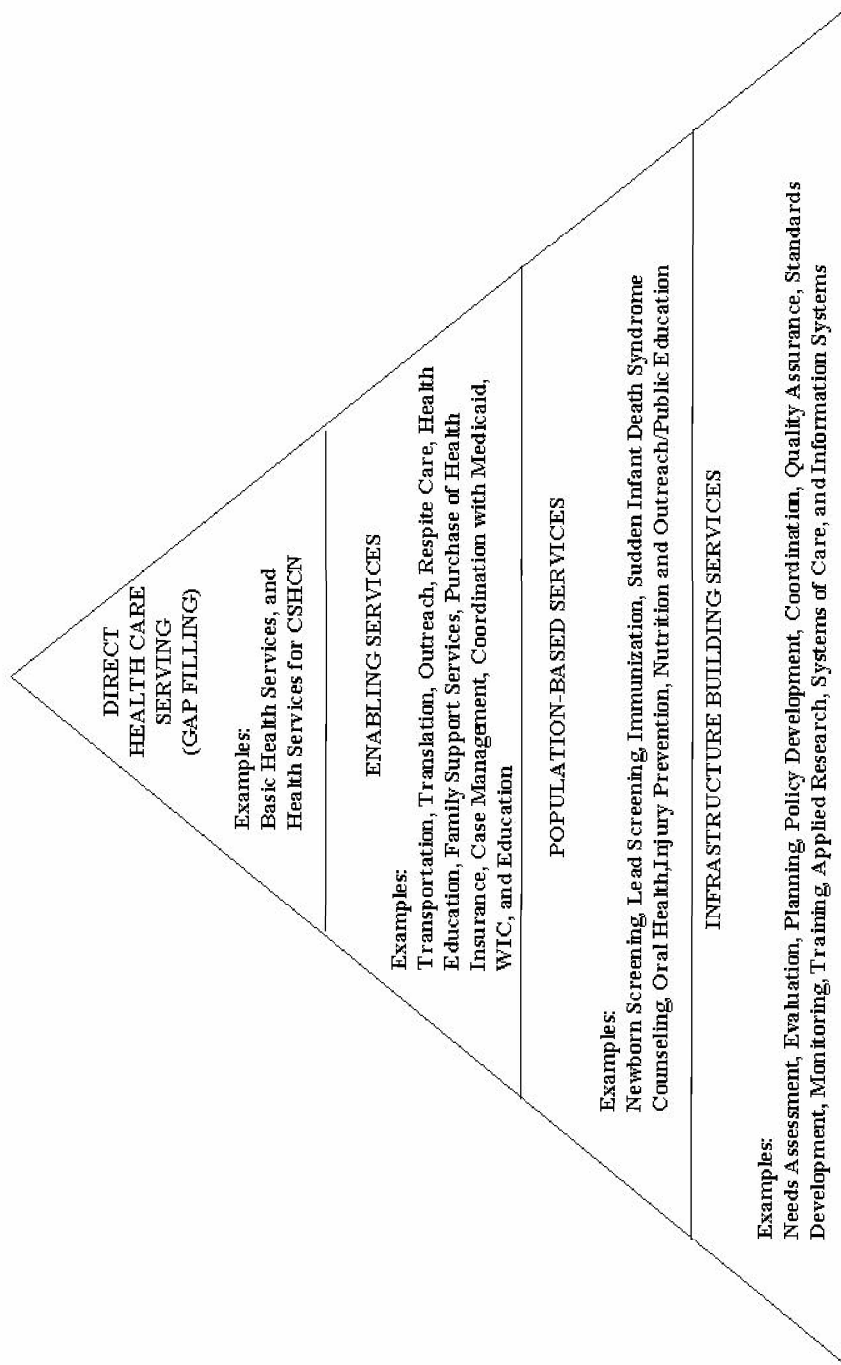 DIRECT
HEALTH CARE
SERVING
(GAP FILLING)
Examples:
Basic Health Services, and
Health Services for CSHCN
ENABLING SERVICES
Examples:
Transportation, Translation, Outreach, Respite Care, Health
Education, Family Support Services, Purchase of Health
Insurance, Case Management, Coordination with Medicaid,
WIC, and Education
POPULATION-BASED SERVICES
Examples:
Newborn Screening, Lead Screening, Immunization, Sudden Infant Death Syndrome
Counseling, Oral Health,Injury Prevention, Nutrition and Outreach/Public Education
INFRASTRUCTURE BUILDING SERVICES
Examples:
Needs Assessment, Evaluation, Planning, Policy Development, Coordination, Quality Assurance, Standards
Development, Monitoring, Training, Applied Research, Systems of Care, and Information Systems